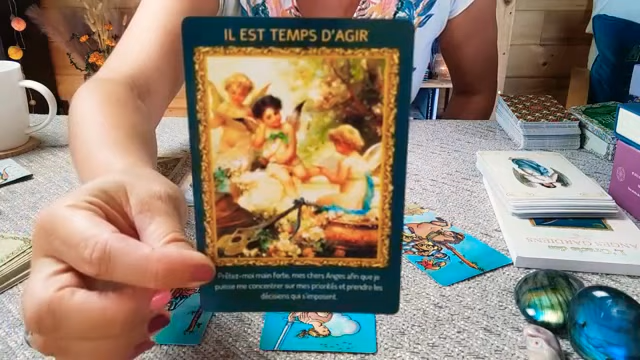 IL EST TEMPS D'AGIR
Prêtez-moi main forte, mes chers Anges afin que je
puisse me concentrer sur mes priorités et prendre les
décisions qui s'imposent.